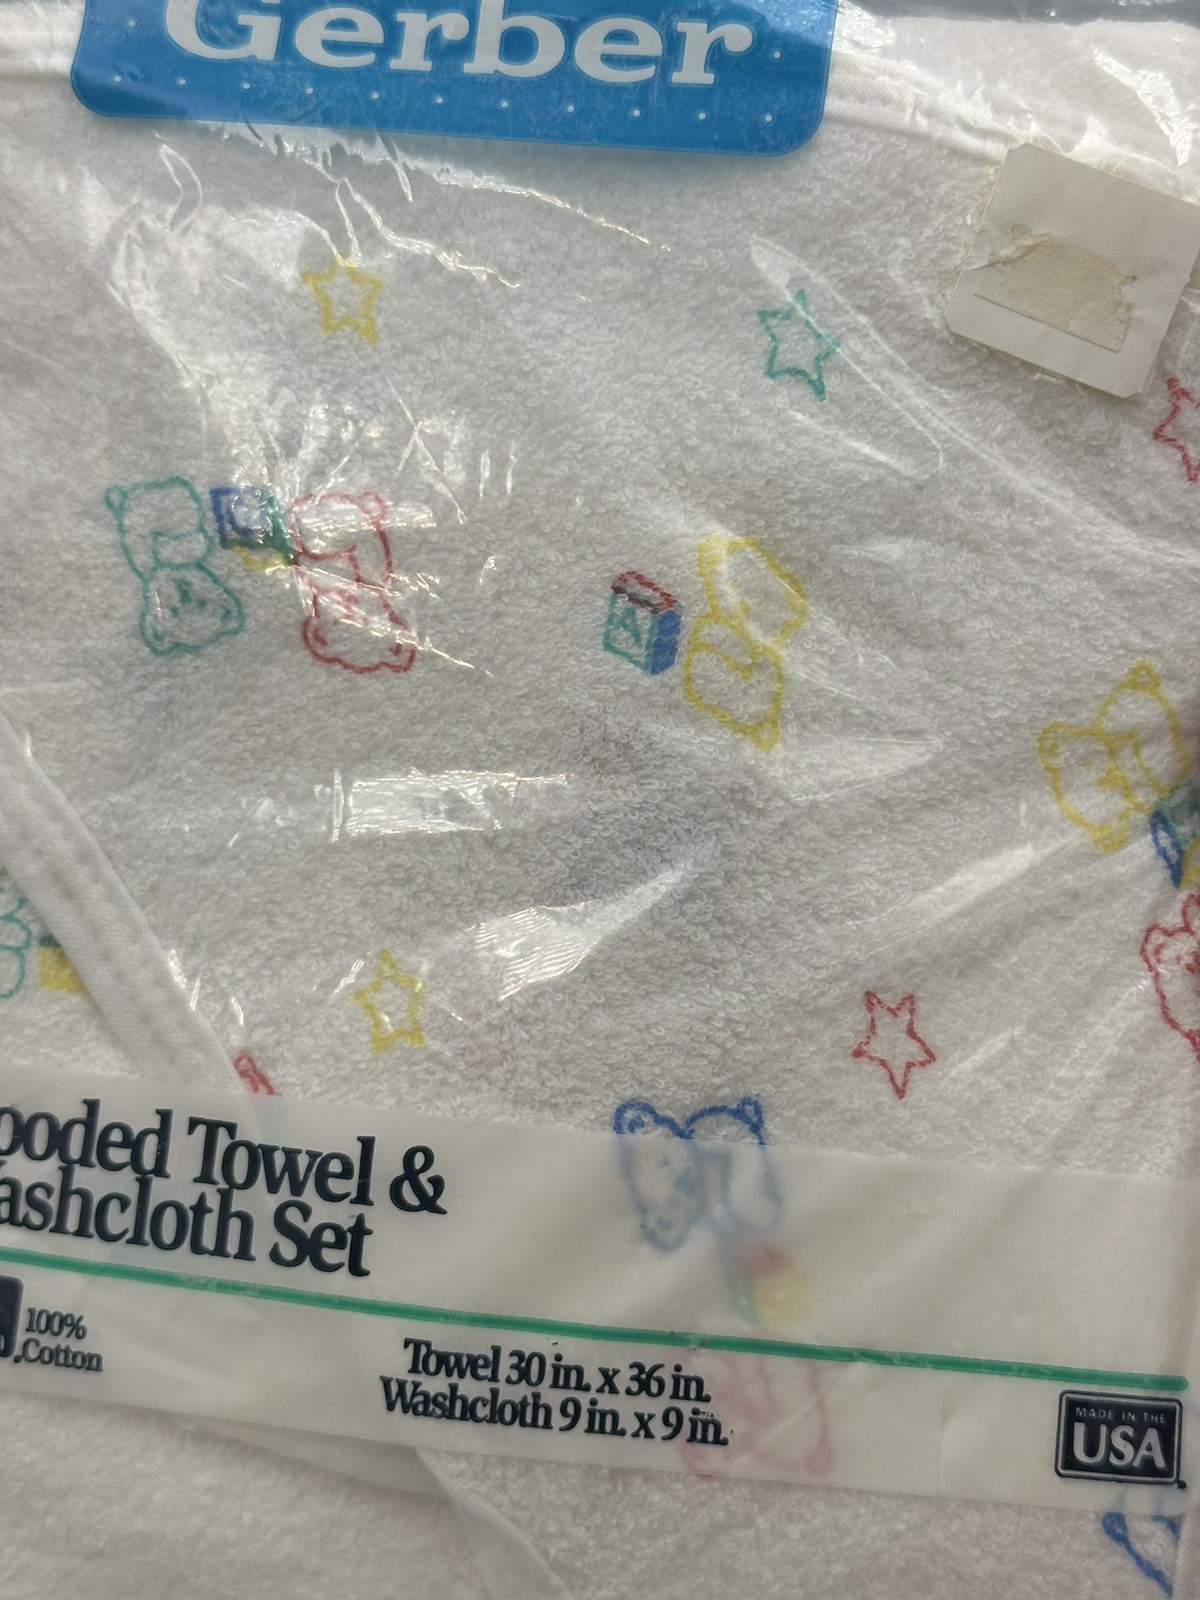 Gerber
C
A
ooded Towel &
ashcloth Set
100%
Cotton
Towel 30 in. x 36 in.
Washcloth 9 in. x 9 in.
MADE IN THE
USA